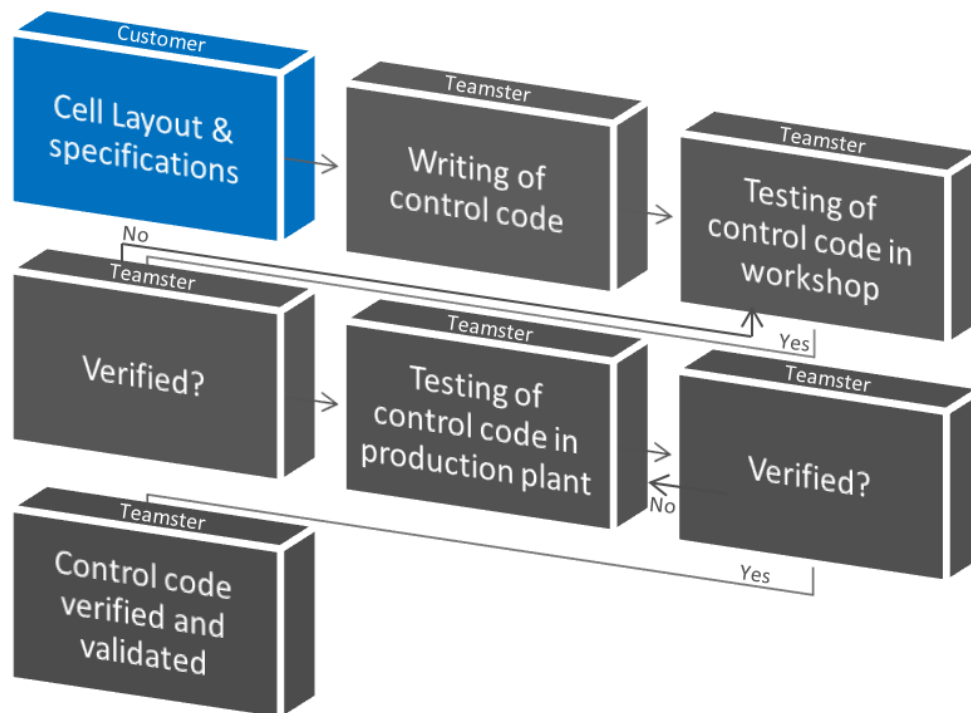 Customer
Cell Layout &
specifications
Teamster
Writing of
control code
Teamster
Testing of
control code in
workshop
No
Yes
Teamster
Verified?
Teamster
Testing of
control code in
production plant
Teamster
Verified?
No
Yes
Teamster
Control code
verified and
validated